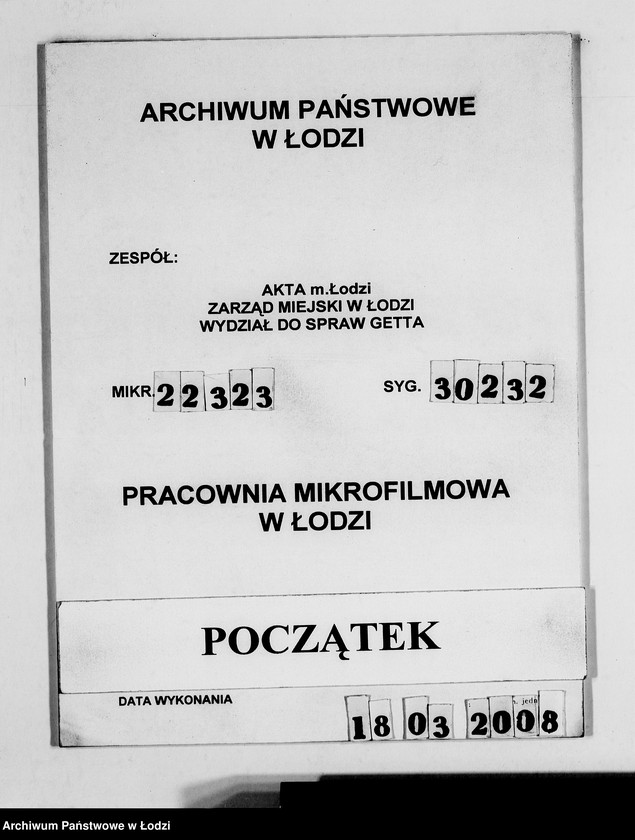 ARCHIWUM PAŃSTWOWE
W ŁODZI
ZESPÓŁ:
AKTA m.Łodzi
ZARZĄD MIEJSKI W ŁODZI
WYDZIAŁ DO SPRAW GETTA
MIKR. 22323 SYG. 30232
PRACOWNIA MIKROFILMOWA
W ŁODZI
POCZĄTEK
DATA WYKONANIA
18 03 2008
Archiwum Państwowe w Łodzi